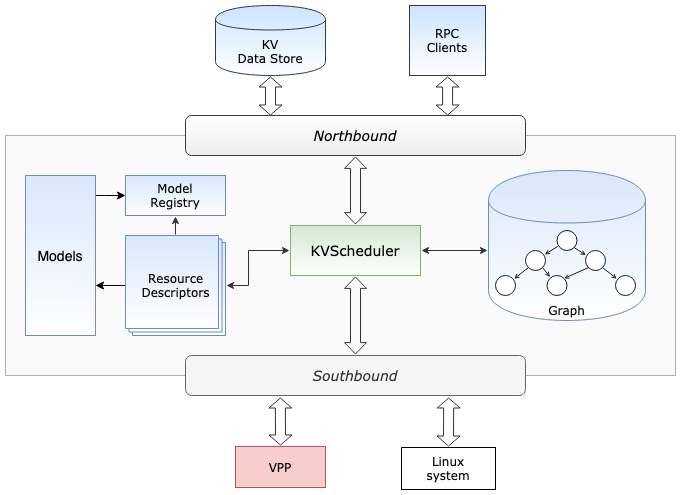 KV
Data Store
RPC
Clients
Northbound
Models
Model
Registry
Resource
Descriptors
KVScheduler
Graph
Southbound
VPP
Linux
system